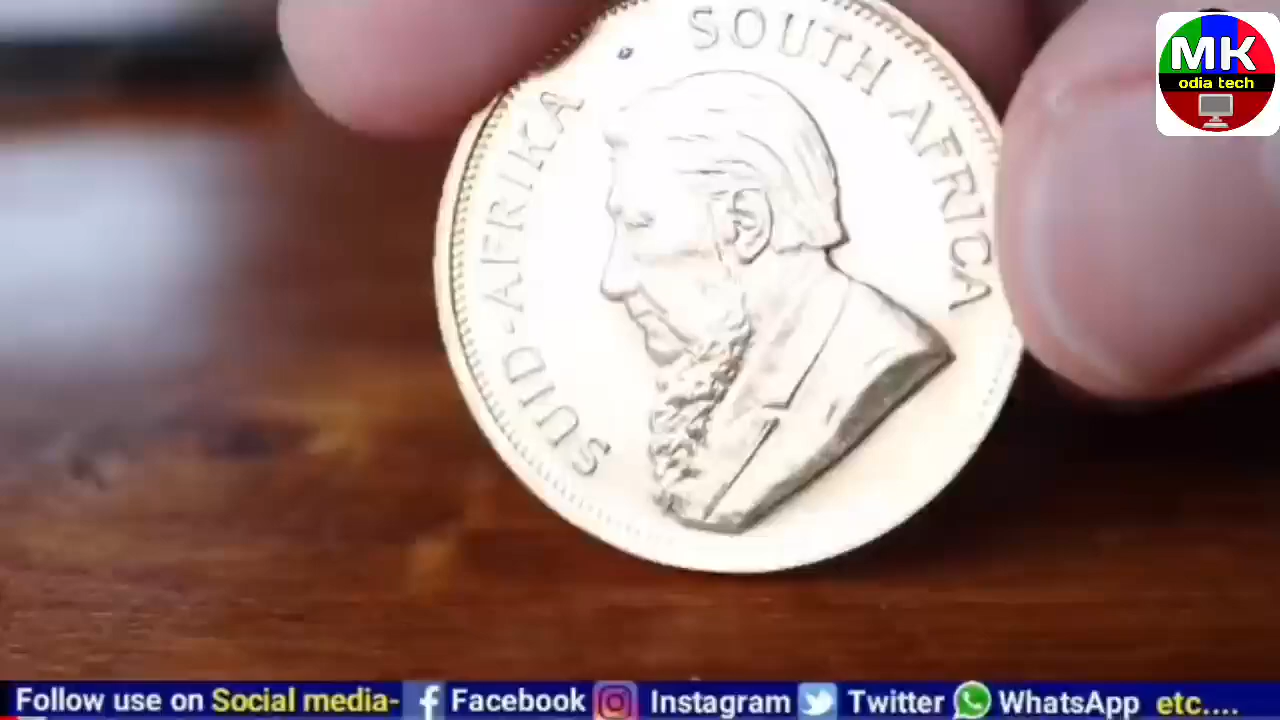 SUID-AFRIKA
SOUTH AFRICA
MK
odia tech
Follow use on Social media- Facebook Instagram Twitter WhatsApp etc....